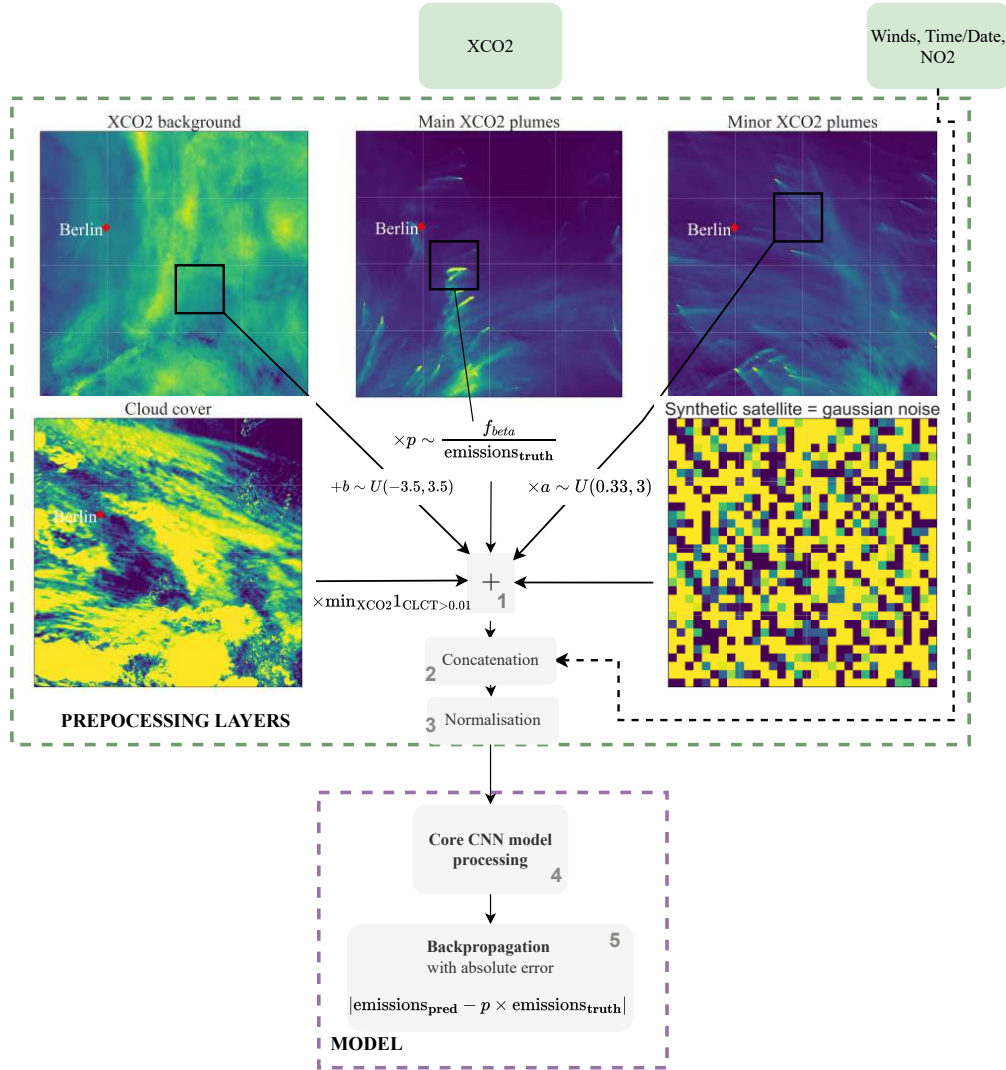 XCO2
Winds, Time/Date,
NO2
XCO2 background
Main XCO2 plumes
Minor XCO2 plumes
Berlin
Berlin
Berlin
Cloud cover
Synthetic satellite = gaussian noise
×p ∼ f_beta / emissions_truth
+b ∼ U(−3.5, 3.5)
×a ∼ U(0.33, 3)
Berlin
+
1
×min_XCO2 1_CLCT>0.01
Concatenation
2
Normalisation
3
PREPOCESSING LAYERS
Core CNN model
processing
4
5
Backpropagation
with absolute error
|emissions_pred − p × emissions_truth|
MODEL